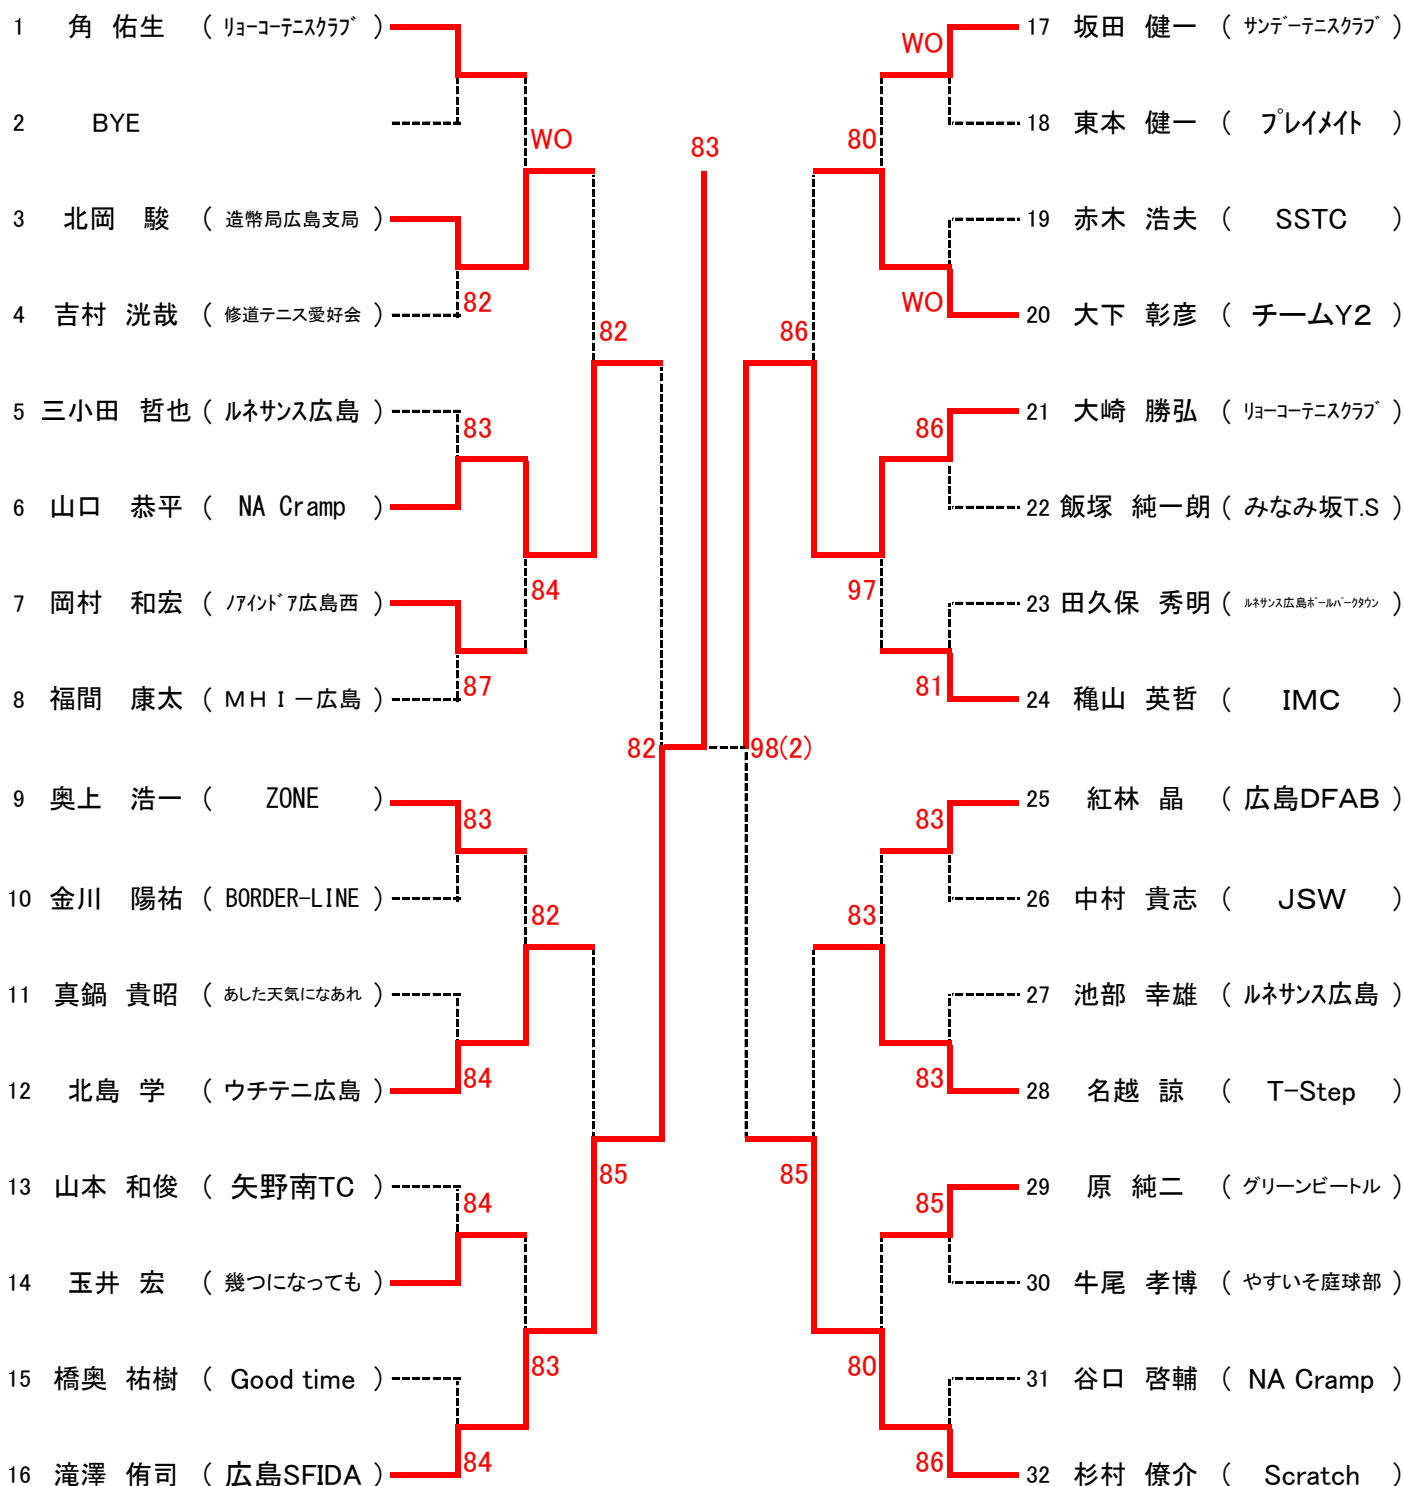 1 角 佑生 ( リョーコーテニスクラブ )
2 BYE
WO
3 北岡 駿 ( 造幣局広島支局 )
82
4 吉村 洸哉 ( 修道テニス愛好会 )
82
5 三小田 哲也 ( ルネサンス広島 )
83
6 山口 恭平 ( NA Cramp )
84
7 岡村 和宏 ( ノアインドア広島西 )
87
8 福間 康太 ( MHI－広島 )
82
9 奥上 浩一 ( ZONE )
83
10 金川 陽祐 ( BORDER-LINE )
82
11 真鍋 貴昭 ( あした天気になあれ )
84
12 北島 学 ( ウチテニ広島 )
85
13 山本 和俊 ( 矢野南TC )
84
14 玉井 宏 ( 幾つになっても )
83
15 橋奥 祐樹 ( Good time )
84
16 滝澤 侑司 ( 広島SFIDA )
83
17 坂田 健一 ( サンデーテニスクラブ )
WO
18 東本 健一 ( プレイメイト )
80
19 赤木 浩夫 ( SSTC )
WO
20 大下 彰彦 ( チームY2 )
86
21 大崎 勝弘 ( リョーコーテニスクラブ )
86
22 飯塚 純一朗 ( みなみ坂T.S )
97
23 田久保 秀明 ( ルネサンス広島ボールパークタウン )
81
24 穐山 英哲 ( IMC )
98(2)
25 紅林 晶 ( 広島DFAB )
83
26 中村 貴志 ( JSW )
83
27 池部 幸雄 ( ルネサンス広島 )
83
28 名越 諒 ( T-Step )
85
29 原 純二 ( グリーンビートル )
85
30 牛尾 孝博 ( やすいそ庭球部 )
80
31 谷口 啓輔 ( NA Cramp )
86
32 杉村 僚介 ( Scratch )